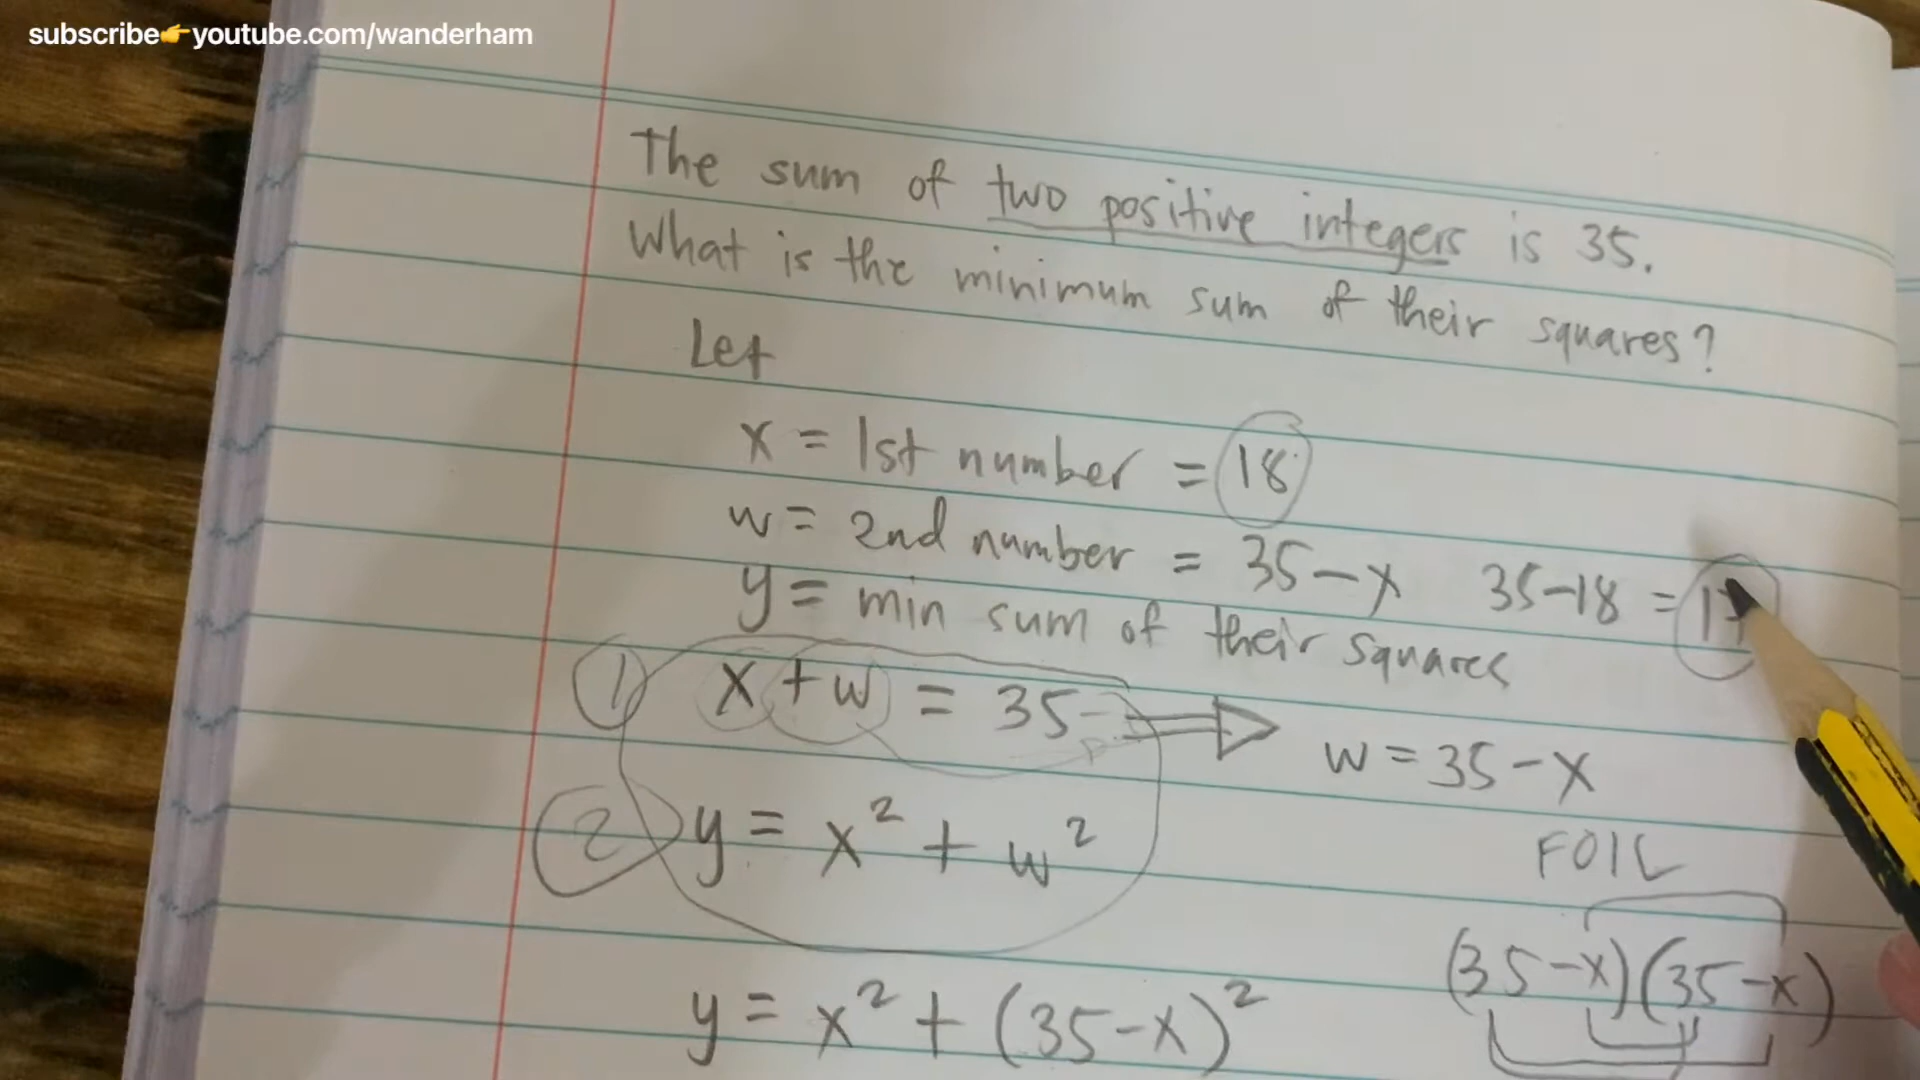 subscribe👉youtube.com/wanderham
The sum of two positive integers is 35.
What is the minimum sum of their squares?
Let
x = 1st number = 18
w = 2nd number = 35-x 35-18 = 17
y = min sum of their squares
1 x + w = 35 w = 35-x
2 y = x² + w²
FOIL
(35-x)(35-x)
y = x² + (35-x)²